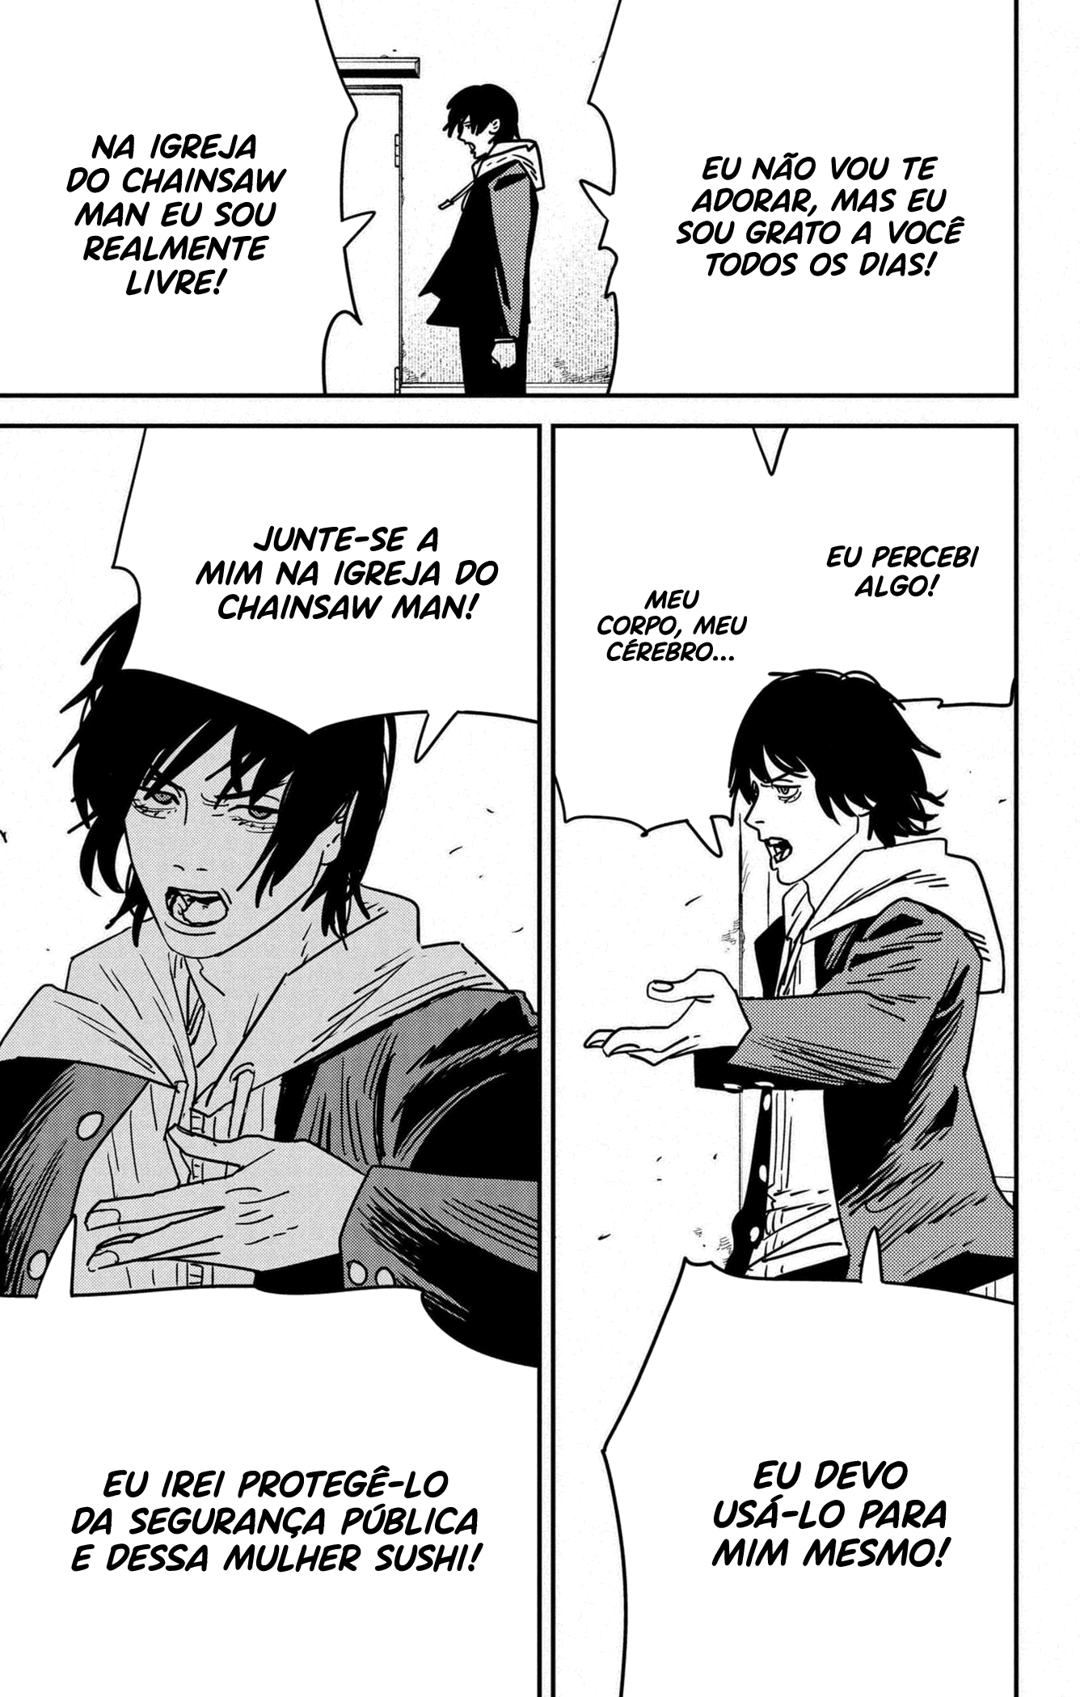 EU NÃO VOU TE
ADORAR, MAS EU
SOU GRATO A VOCÊ
TODOS OS DIAS!
NA IGREJA
DO CHAINSAW
MAN EU SOU
REALMENTE
LIVRE!
EU PERCEBI
ALGO!
MEU
CORPO, MEU
CÉREBRO...
EU DEVO
USÁ-LO PARA
MIM MESMO!
JUNTE-SE A
MIM NA IGREJA DO
CHAINSAW MAN!
EU IREI PROTEGÊ-LO
DA SEGURANÇA PÚBLICA
E DESSA MULHER SUSHI!